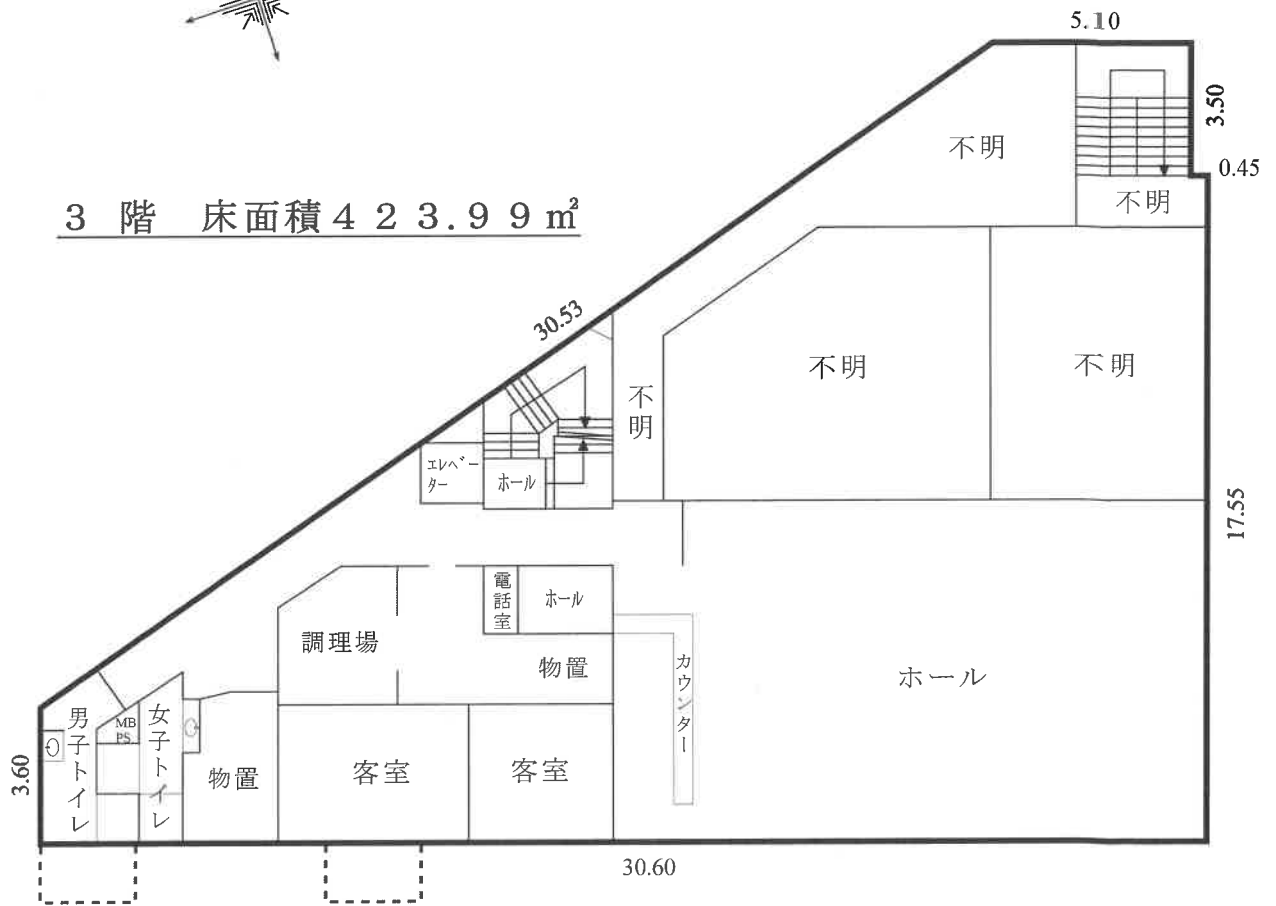 5.10
3.50
0.45
不明
不明
3 階 床面積423.99㎡
30.53
不明
不明
不明
エレベーター
ホール
17.55
電話室
ホール
調理場
物置
カウンター
ホール
男子トイレ
MB
PS
女子トイレ
物置
客室
客室
3.60
30.60